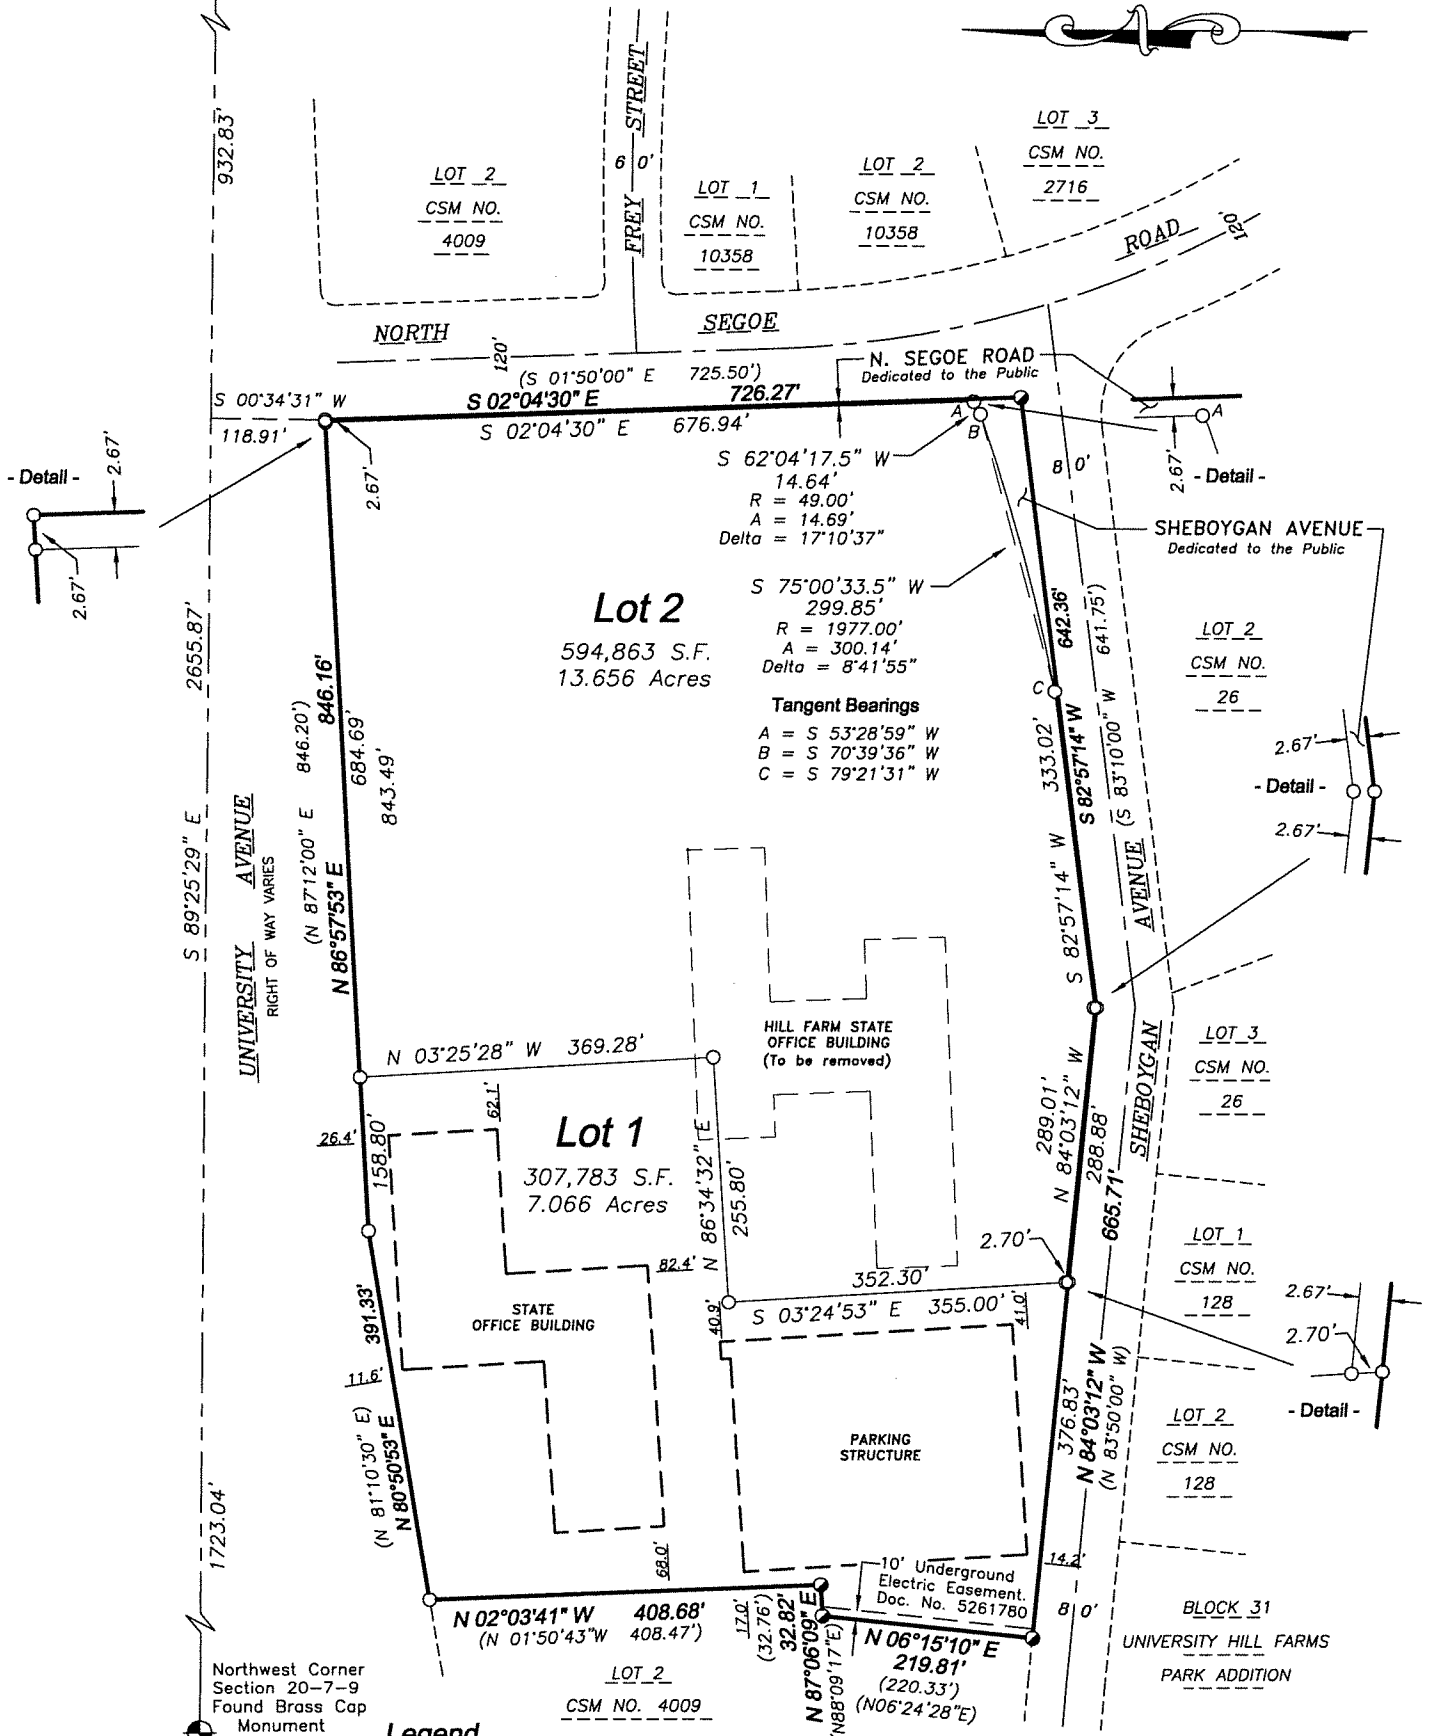 932.83'
FREY STREET
60'
LOT 2
CSM NO.
4009
LOT 1
CSM NO.
10358
LOT 2
CSM NO.
10358
LOT 3
CSM NO.
2716
NORTH SEGOE ROAD
120'
120'
(S 01°50'00" E 725.50')
S 02°04'30" E 726.27'
S 02°04'30" E 676.94'
N. SEGOE ROAD
Dedicated to the Public
S 00°34'31" W
118.91'
2.67'
- Detail -
2.67'
2.67'
A
B
A
2.67'
- Detail -
80'
S 62°04'17.5" W
14.64'
R = 49.00'
A = 14.69'
Delta = 17°10'37"
SHEBOYGAN AVENUE
Dedicated to the Public
S 75°00'33.5" W
299.85'
R = 1977.00'
A = 300.14'
Delta = 8°41'55"
Tangent Bearings
A = S 53°28'59" W
B = S 70°39'36" W
C = S 79°21'31" W
C
Lot 2
594,863 S.F.
13.656 Acres
642.36'
641.75')
S 82°57'14" W
(S 83°10'00" W
333.02'
S 82°57'14" W
LOT 2
CSM NO.
26
2.67'
- Detail -
2.67'
S 89°25'29" E 2655.87'
UNIVERSITY AVENUE
RIGHT OF WAY VARIES
(N 87°12'00" E 846.20')
N 86°57'53" E 846.16'
684.69'
843.49'
SHEBOYGAN AVENUE
HILL FARM STATE
OFFICE BUILDING
(To be removed)
N 03°25'28" W 369.28'
62.1'
26.4'
158.80'
Lot 1
307,783 S.F.
7.066 Acres
N 86°34'32" E
255.80'
289.01'
N 84°03'12" W
288.88'
665.71'
LOT 3
CSM NO.
26
LOT 1
CSM NO.
128
2.70'
352.30'
S 03°24'53" E 355.00'
82.4'
40.9'
41.0'
STATE
OFFICE BUILDING
391.33'
11.6'
(N 81°10'30" E)
N 80°50'53" E
PARKING
STRUCTURE
376.83'
N 84°03'12" W
(N 83°50'00" W)
2.67'
2.70'
- Detail -
LOT 2
CSM NO.
128
1723.04'
68.0'
14.2'
10' Underground
Electric Easement.
Doc. No. 5261780
N 02°03'41" W 408.68'
(N 01°50'43"W 408.47')
17.0'
(32.76')
32.82'
N 87°06'09" E
(N88°09'17"E)
N 06°15'10" E
219.81'
(220.33')
(N06°24'28"E)
80'
BLOCK 31
UNIVERSITY HILL FARMS
PARK ADDITION
LOT 2
CSM NO. 4009
Northwest Corner
Section 20-7-9
Found Brass Cap
Monument
Legend